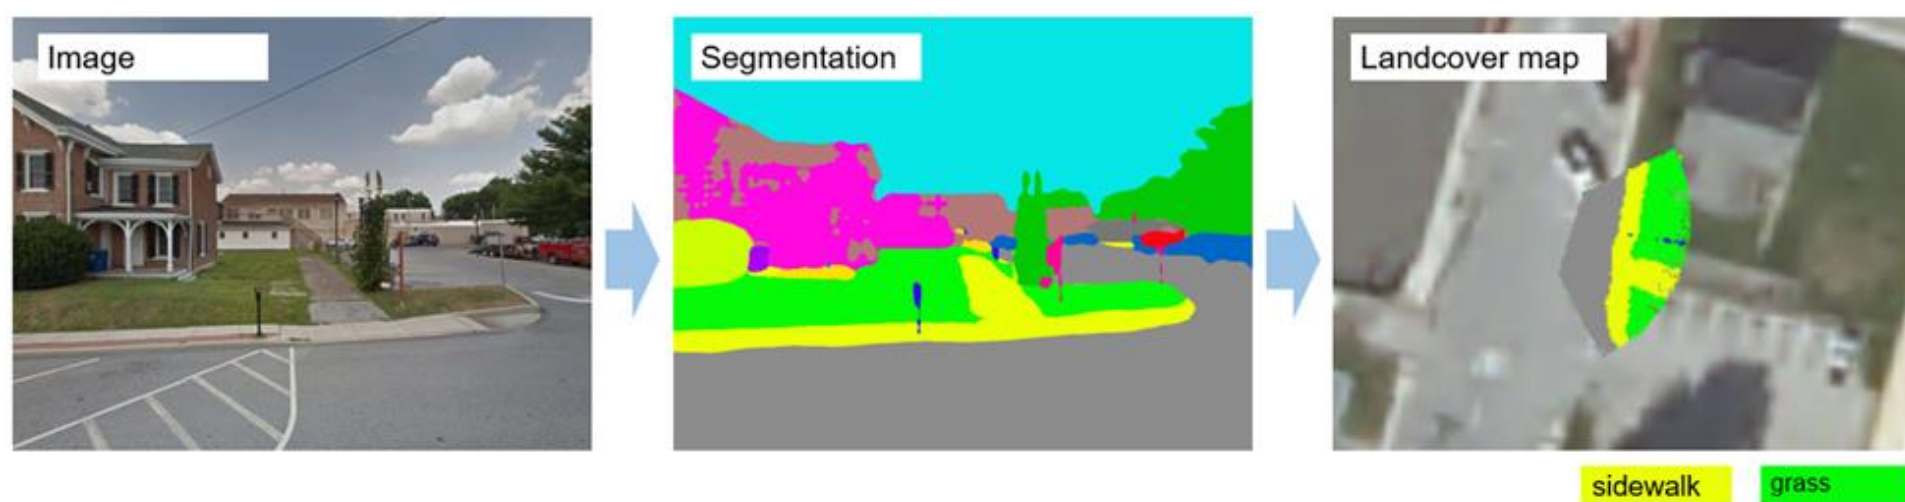 Image
Segmentation
Landcover map
sidewalk
grass